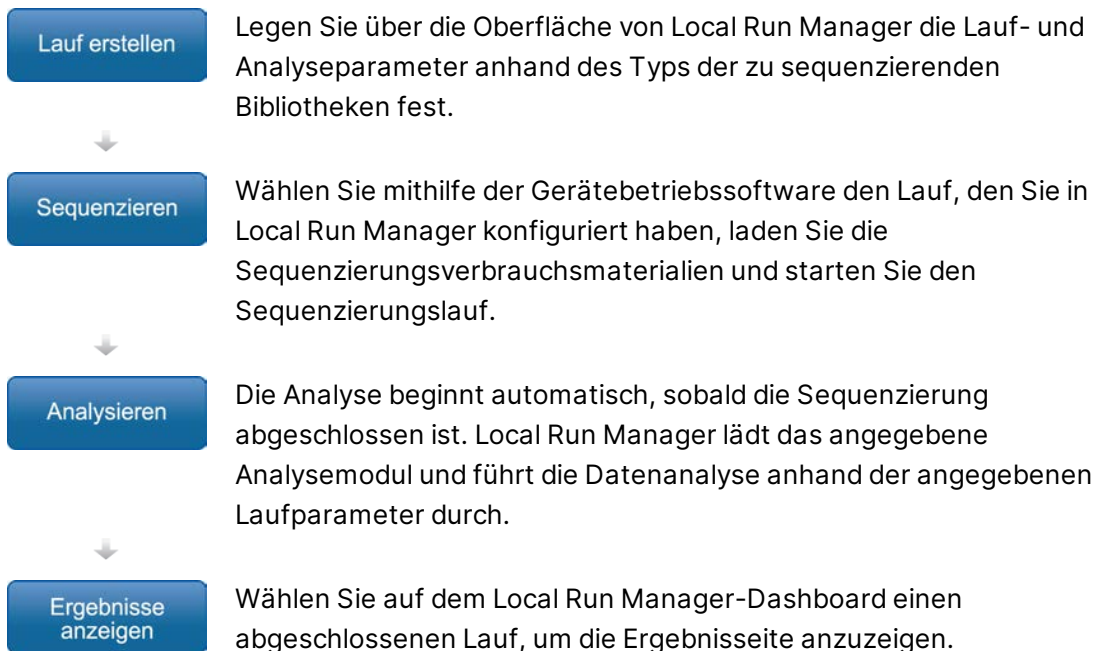 Lauf erstellen
Legen Sie über die Oberfläche von Local Run Manager die Lauf- und
Analyseparameter anhand des Typs der zu sequenzierenden
Bibliotheken fest.
Sequenzieren
Wählen Sie mithilfe der Gerätebetriebssoftware den Lauf, den Sie in
Local Run Manager konfiguriert haben, laden Sie die
Sequenzierungsverbrauchsmaterialien und starten Sie den
Sequenzierungslauf.
Analysieren
Die Analyse beginnt automatisch, sobald die Sequenzierung
abgeschlossen ist. Local Run Manager lädt das angegebene
Analysemodul und führt die Datenanalyse anhand der angegebenen
Laufparameter durch.
Ergebnisse
anzeigen
Wählen Sie auf dem Local Run Manager-Dashboard einen
abgeschlossenen Lauf, um die Ergebnisseite anzuzeigen.